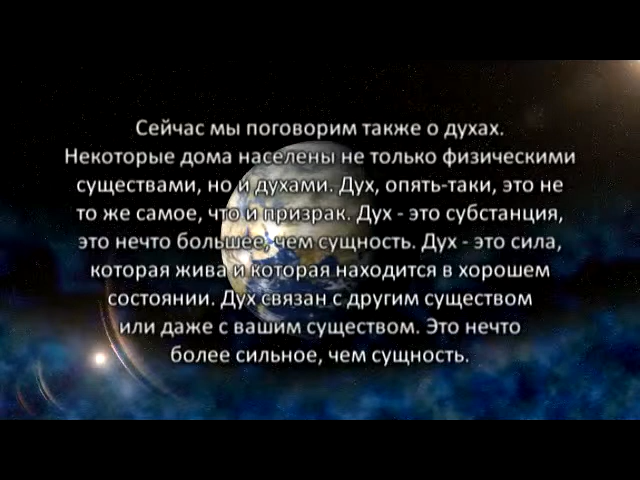 Сейчас мы поговорим также о духах.
Некоторые дома населены не только физическими
существами, но и духами. Дух, опять-таки, это не
то же самое, что и призрак. Дух - это субстанция,
это нечто большее, чем сущность. Дух - это сила,
которая жива и которая находится в хорошем
состоянии. Дух связан с другим существом
или даже с вашим существом. Это нечто
более сильное, чем сущность.